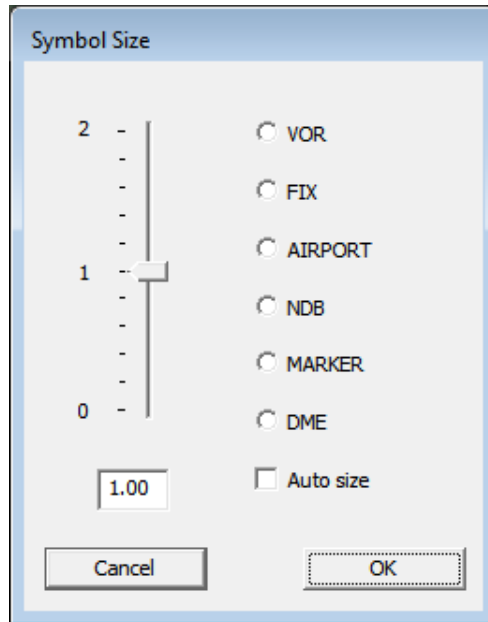 Symbol Size
2
1
0
1.00
VOR
FIX
AIRPORT
NDB
MARKER
DME
Auto size
Cancel
OK